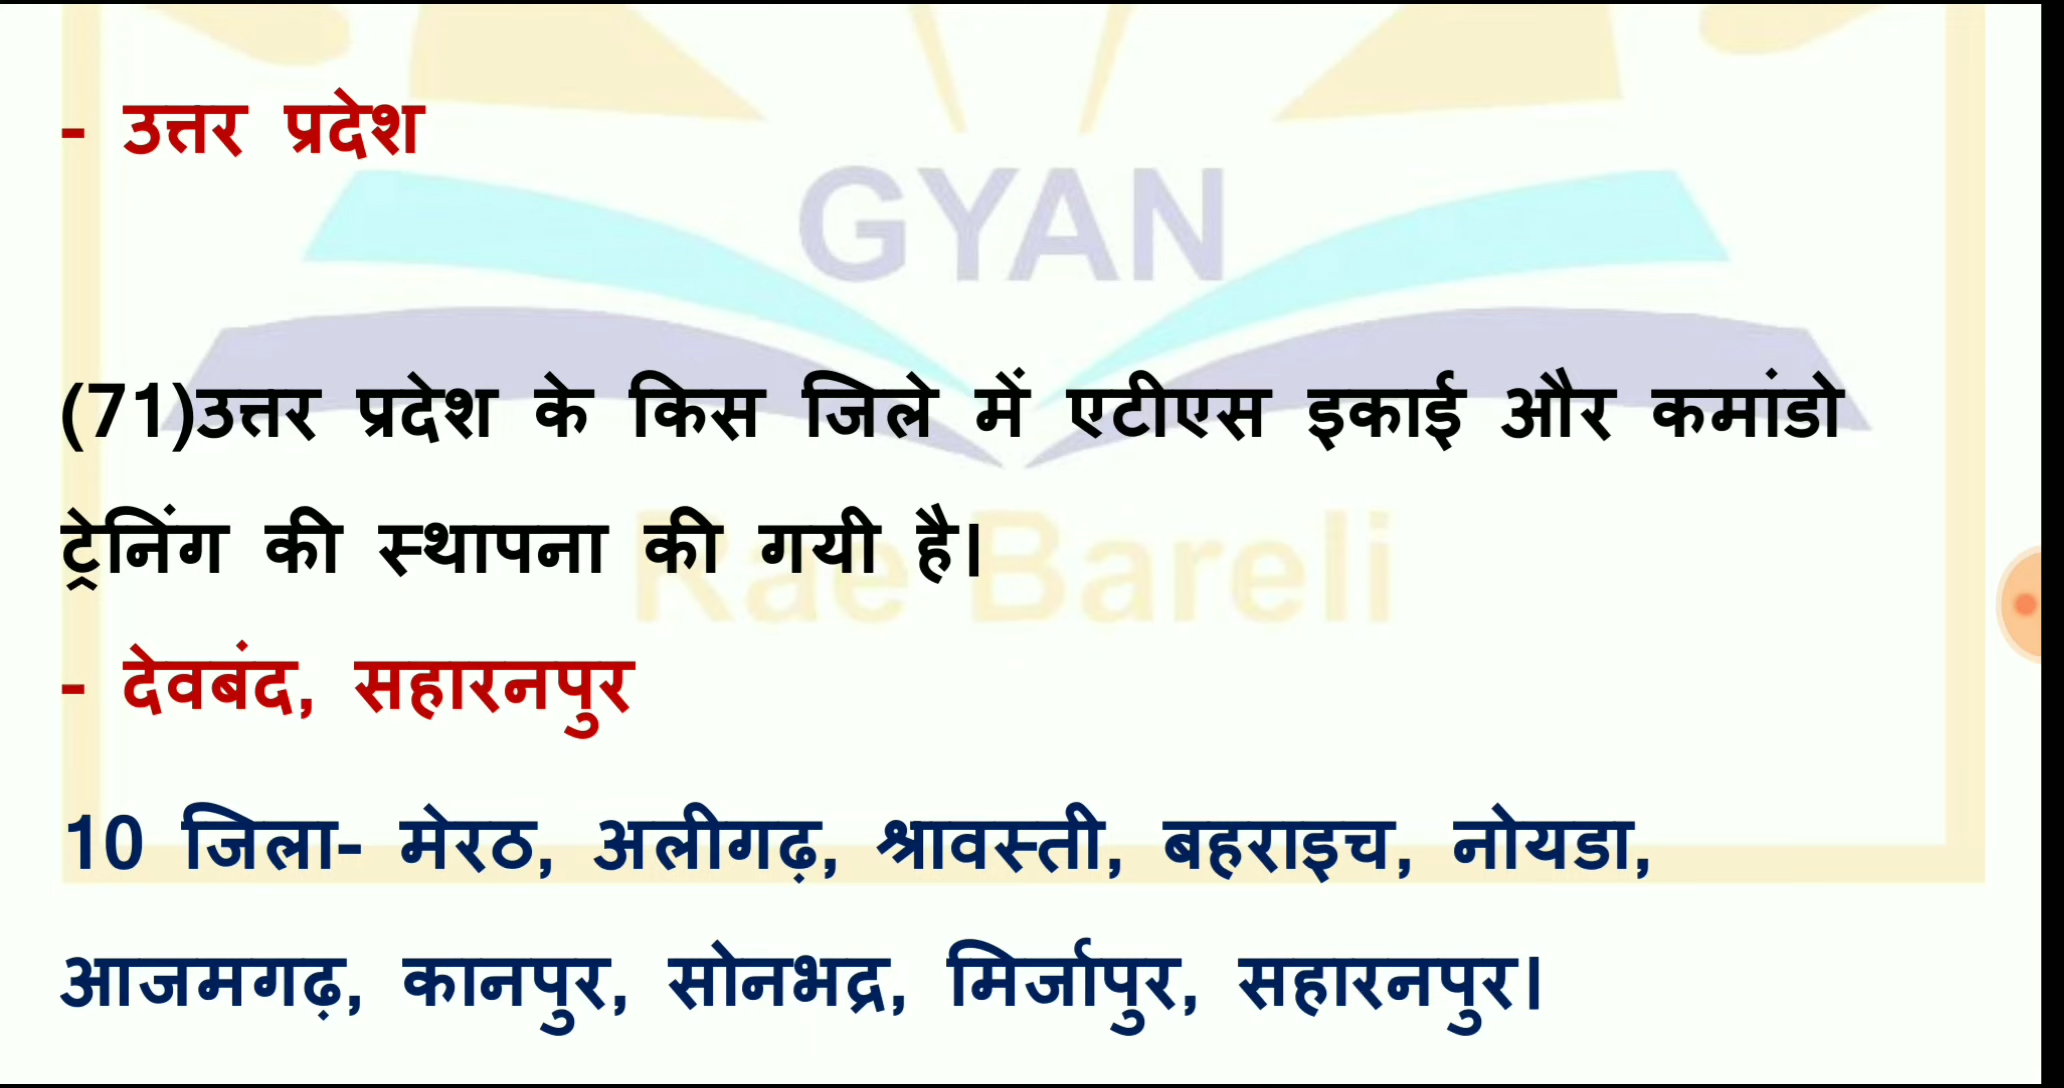 - उत्तर प्रदेश
GYAN
(71)उत्तर प्रदेश के किस जिले में एटीएस इकाई और कमांडो
ट्रेनिंग की स्थापना की गयी है।
Rae Bareli
- देवबंद, सहारनपुर
10 जिला- मेरठ, अलीगढ़, श्रावस्ती, बहराइच, नोयडा,
आजमगढ़, कानपुर, सोनभद्र, मिर्जापुर, सहारनपुर।